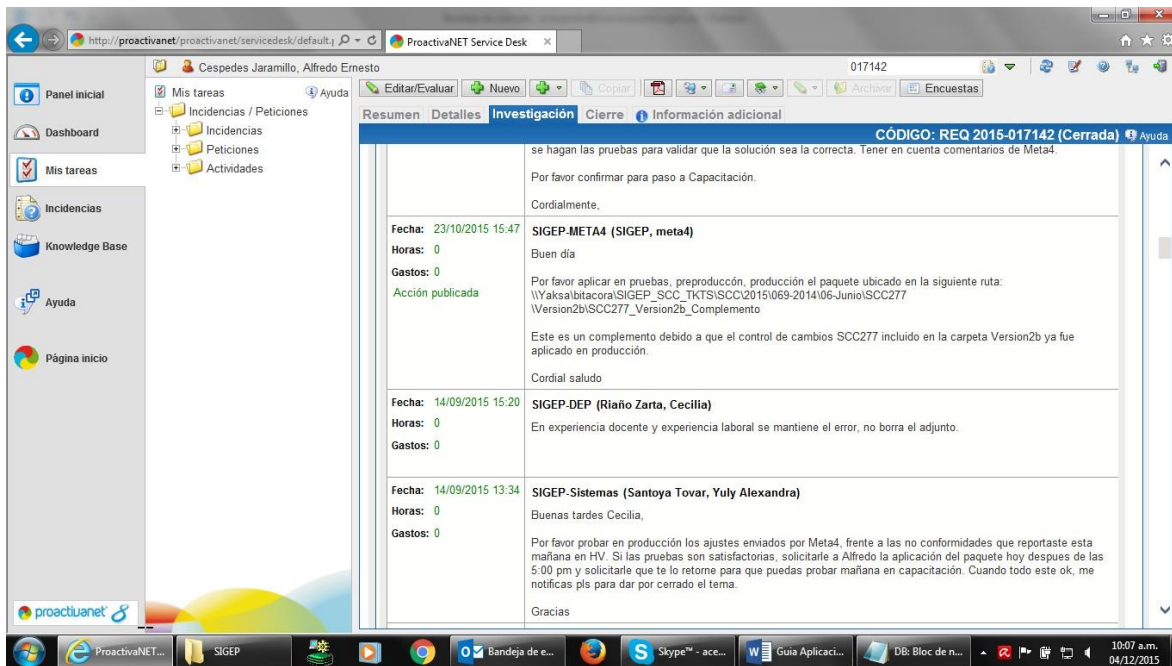 http://proactivanet/proactivanet/servicedesk/default.
ProactivaNET Service Desk
Cespedes Jaramillo, Alfredo Ernesto
017142
Panel inicial
Dashboard
Mis tareas
Incidencias
Knowledge Base
Ayuda
Página inicio
proactivanet 8
Mis tareas
Ayuda
Incidencias / Peticiones
Incidencias
Peticiones
Actividades
Editar/Evaluar Nuevo Copiar Archivar Encuestas
Resumen Detalles Investigación Cierre Información adicional
CÓDIGO: REQ 2015-017142 (Cerrada) Ayuda
se hagan las pruebas para validar que la solución sea la correcta. Tener en cuenta comentarios de Meta4.
Por favor confirmar para paso a Capacitación.
Cordialmente,
Fecha: 23/10/2015 15:47
Horas: 0
Gastos: 0
Acción publicada
SIGEP-META4 (SIGEP, meta4)
Buen día
Por favor aplicar en pruebas, preproduccón, producción el paquete ubicado en la siguiente ruta:
\\Yaksa\bitacora\SIGEP_SCC_TKTS\SCC\2015\069-2014\06-Junio\SCC277
\Version2b\SCC277_Version2b_Complemento
Este es un complemento debido a que el control de cambios SCC277 incluido en la carpeta Version2b ya fue
aplicado en producción.
Cordial saludo
Fecha: 14/09/2015 15:20
Horas: 0
Gastos: 0
SIGEP-DEP (Riaño Zarta, Cecilia)
En experiencia docente y experiencia laboral se mantiene el error, no borra el adjunto.
Fecha: 14/09/2015 13:34
Horas: 0
Gastos: 0
SIGEP-Sistemas (Santoya Tovar, Yuly Alexandra)
Buenas tardes Cecilia,
Por favor probar en producción los ajustes enviados por Meta4, frente a las no conformidades que reportaste esta
mañana en HV. Si las pruebas son satisfactorias, solicitarle a Alfredo la aplicación del paquete hoy despues de las
5:00 pm y solicitarle que te lo retorne para que puedas probar mañana en capacitación. Cuando todo este ok, me
notificas pls para dar por cerrado el tema.
Gracias
ProactivaNET...
SIGEP
Bandeja de e...
Skype™ - ace...
Guia Aplicaci...
DB: Bloc de n...
10:07 a.m.
04/12/2015